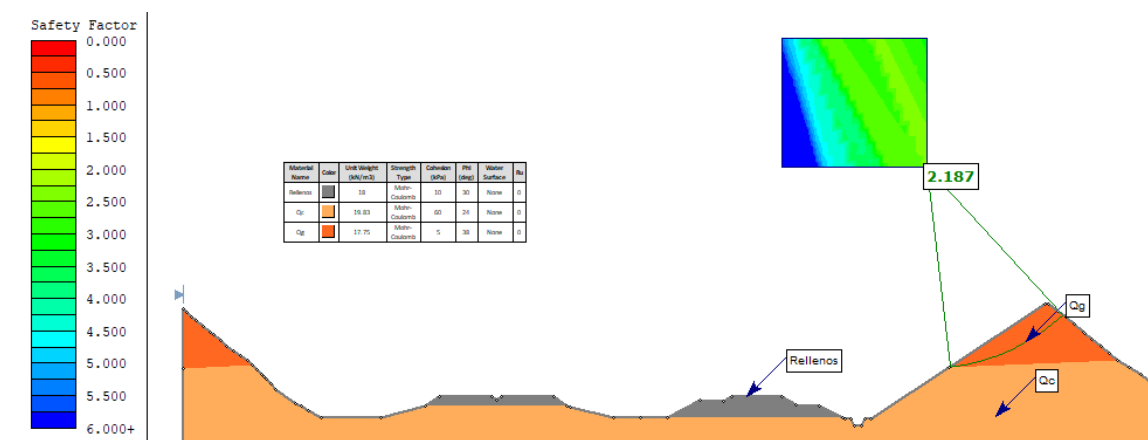 Safety Factor
0.000
0.500
1.000
1.500
2.000
2.500
3.000
3.500
4.000
4.500
5.000
5.500
6.000+
Material Name Color Unit Weight (kN/m3) Strength Type Cohesion (kPa) Phi (deg) Water Surface Ru
Rellenos 18 Mohr-Coulomb 10 30 None 0
Qc 19.83 Mohr-Coulomb 60 24 None 0
Qg 17.75 Mohr-Coulomb 5 38 None 0
2.187
Qg
Rellenos
Qc